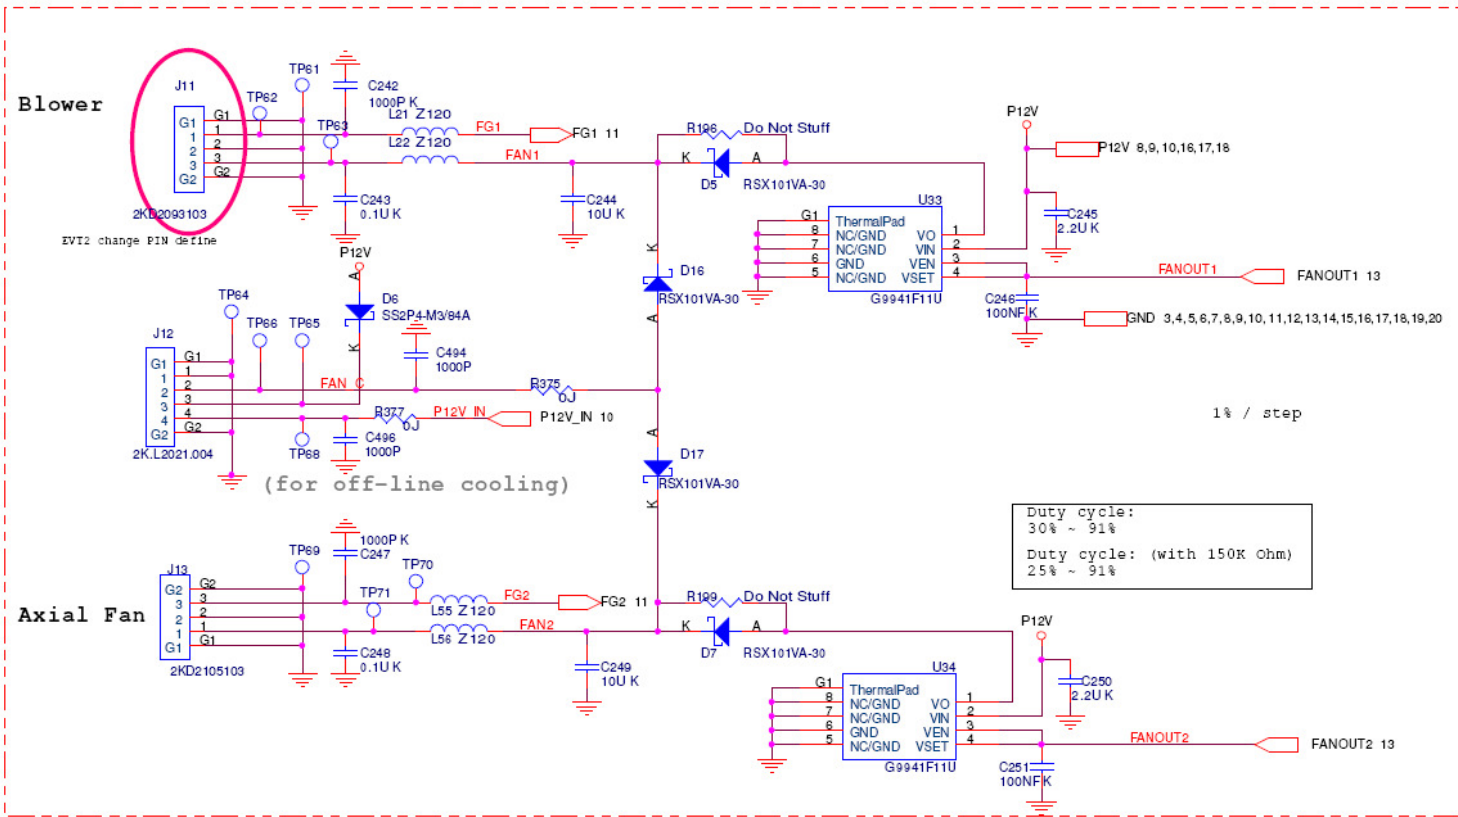 Blower
J11
G1
1
2
3
G2
G1
1
2
3
G2
2KD2093103
EVT2 change PIN define
TP62
TP61
TP63
C242
1000P K
L21 Z120
L22 Z120
FG1
FG1 11
FAN1
C243
0.1U K
C244
10U K
R196
Do Not Stuff
K
A
D5
RSX101VA-30
P12V
P12V 8,9,10,16,17,18
C245
2.2U K
U33
G1
8
7
6
5
ThermalPad
NC/GND
NC/GND
GND
NC/GND
VO
VIN
VEN
VSET
1
2
3
4
G9941F11U
FANOUT1
FANOUT1 13
C246
100NF K
GND 3,4,5,6,7,8,9,10,11,12,13,14,15,16,17,18,19,20
K
D16
RSX101VA-30
A
P12V
A
D6
SS2P4-M3/84A
K
TP64
TP66
TP65
J12
G1
1
2
3
4
G2
G1
1
2
3
4
G2
2K.L2021.004
FAN_C
C494
1000P
R375
0J
R377
0J
P12V_IN
P12V_IN 10
C496
1000P
TP68
(for off-line cooling)
A
D17
RSX101VA-30
K
1% / step
Duty cycle:
30% ~ 91%
Duty cycle: (with 150K Ohm)
25% ~ 91%
Axial Fan
J13
G2
3
2
1
G1
G2
3
2
1
G1
2KD2105103
TP69
1000P K
C247
TP71
TP70
L55 Z120
L56 Z120
FG2
FG2 11
FAN2
C248
0.1U K
C249
10U K
R199
Do Not Stuff
K
A
D7
RSX101VA-30
P12V
C250
2.2U K
U34
G1
8
7
6
5
ThermalPad
NC/GND
NC/GND
GND
NC/GND
VO
VIN
VEN
VSET
1
2
3
4
G9941F11U
FANOUT2
FANOUT2 13
C251
100NF K